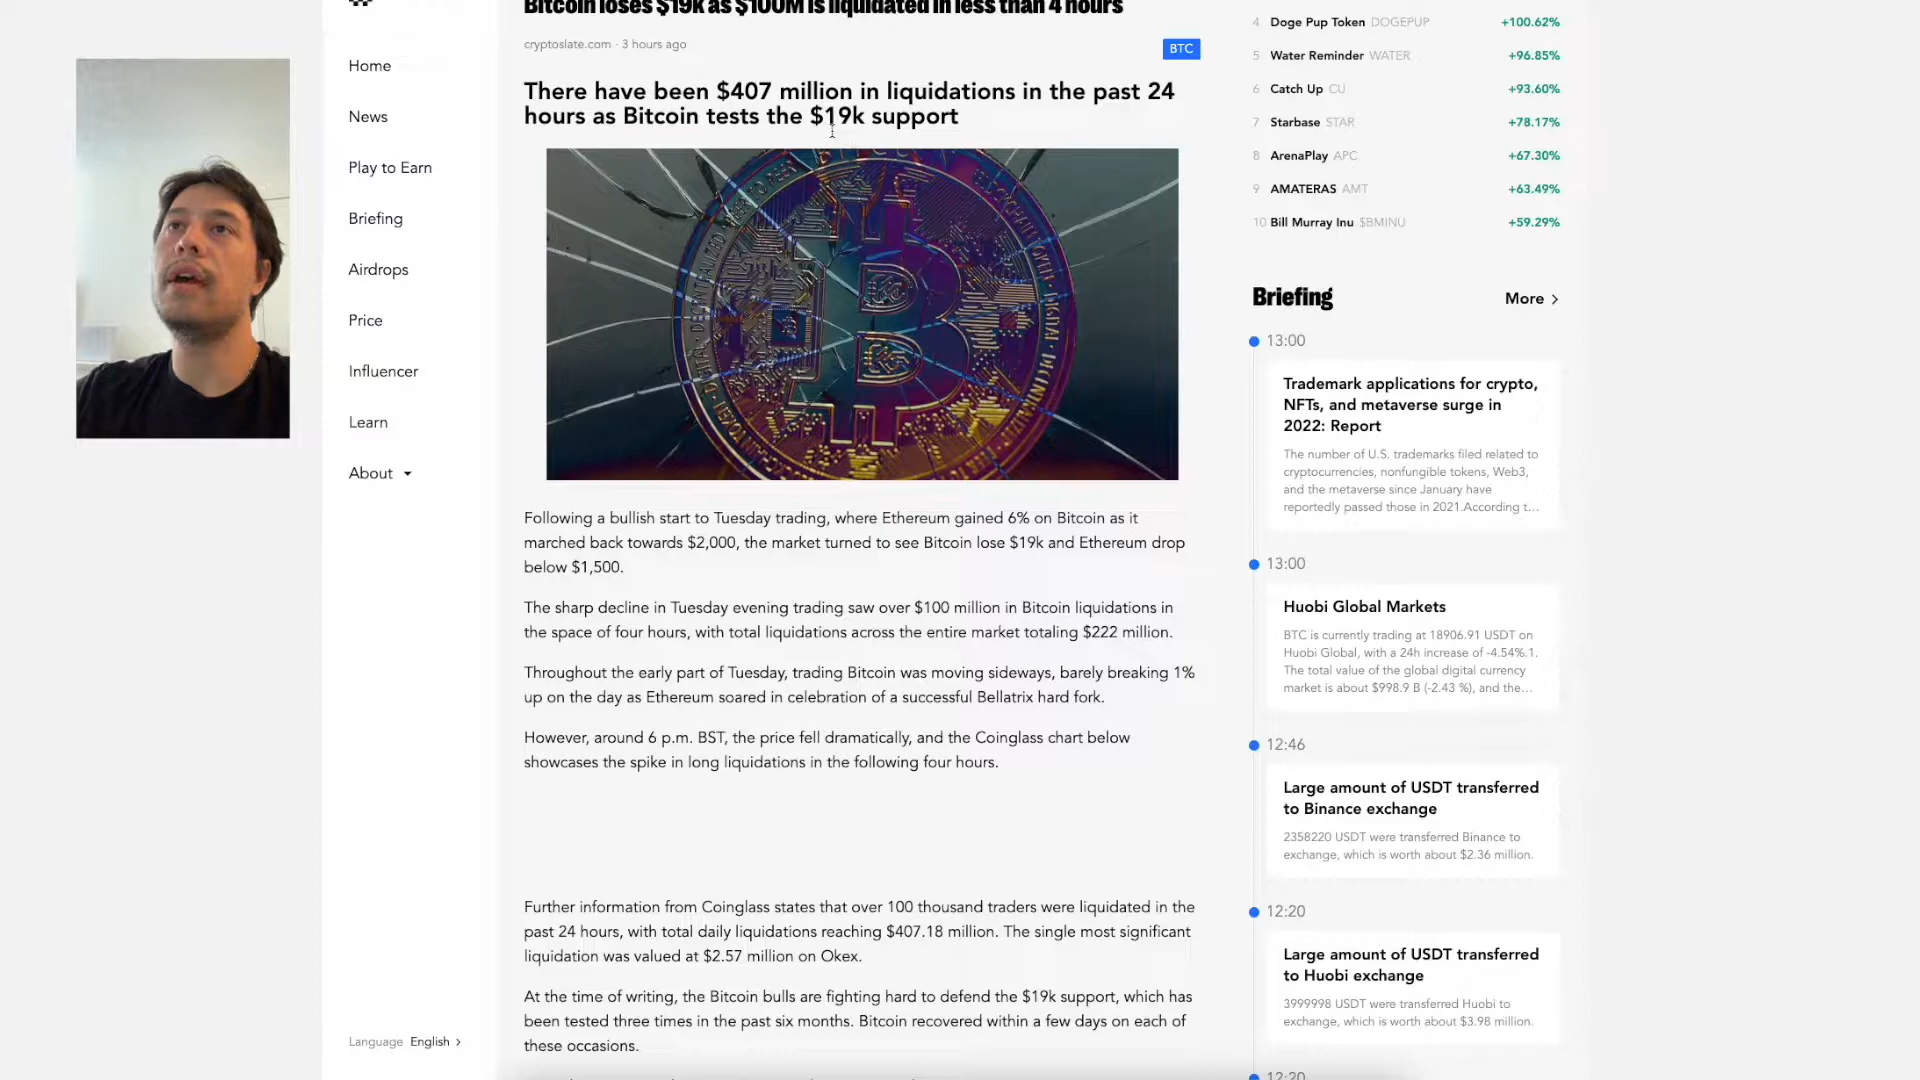 Bitcoin loses $19k as $100M is liquidated in less than 4 hours
cryptoslate.com · 3 hours ago
BTC
Home
News
Play to Earn
Briefing
Airdrops
Price
Influencer
Learn
About
Language English >
There have been $407 million in liquidations in the past 24
hours as Bitcoin tests the $19k support
Following a bullish start to Tuesday trading, where Ethereum gained 6% on Bitcoin as it
marched back towards $2,000, the market turned to see Bitcoin lose $19k and Ethereum drop
below $1,500.
The sharp decline in Tuesday evening trading saw over $100 million in Bitcoin liquidations in
the space of four hours, with total liquidations across the entire market totaling $222 million.
Throughout the early part of Tuesday, trading Bitcoin was moving sideways, barely breaking 1%
up on the day as Ethereum soared in celebration of a successful Bellatrix hard fork.
However, around 6 p.m. BST, the price fell dramatically, and the Coinglass chart below
showcases the spike in long liquidations in the following four hours.
Further information from Coinglass states that over 100 thousand traders were liquidated in the
past 24 hours, with total daily liquidations reaching $407.18 million. The single most significant
liquidation was valued at $2.57 million on Okex.
At the time of writing, the Bitcoin bulls are fighting hard to defend the $19k support, which has
been tested three times in the past six months. Bitcoin recovered within a few days on each of
these occasions.
4 Doge Pup Token DOGEPUP +100.62%
5 Water Reminder WATER +96.85%
6 Catch Up CU +93.60%
7 Starbase STAR +78.17%
8 ArenaPlay APC +67.30%
9 AMATERAS AMT +63.49%
10 Bill Murray Inu $BMINU +59.29%
Briefing
More >
13:00
Trademark applications for crypto,
NFTs, and metaverse surge in
2022: Report
The number of U.S. trademarks filed related to
cryptocurrencies, nonfungible tokens, Web3,
and the metaverse since January have
reportedly passed those in 2021.According t...
13:00
Huobi Global Markets
BTC is currently trading at 18906.91 USDT on
Huobi Global, with a 24h increase of -4.54%.1.
The total value of the global digital currency
market is about $998.9 B (-2.43 %), and the...
12:46
Large amount of USDT transferred
to Binance exchange
2358220 USDT were transferred Binance to
exchange, which is worth about $2.36 million.
12:20
Large amount of USDT transferred
to Huobi exchange
3999998 USDT were transferred Huobi to
exchange, which is worth about $3.98 million.
12:20